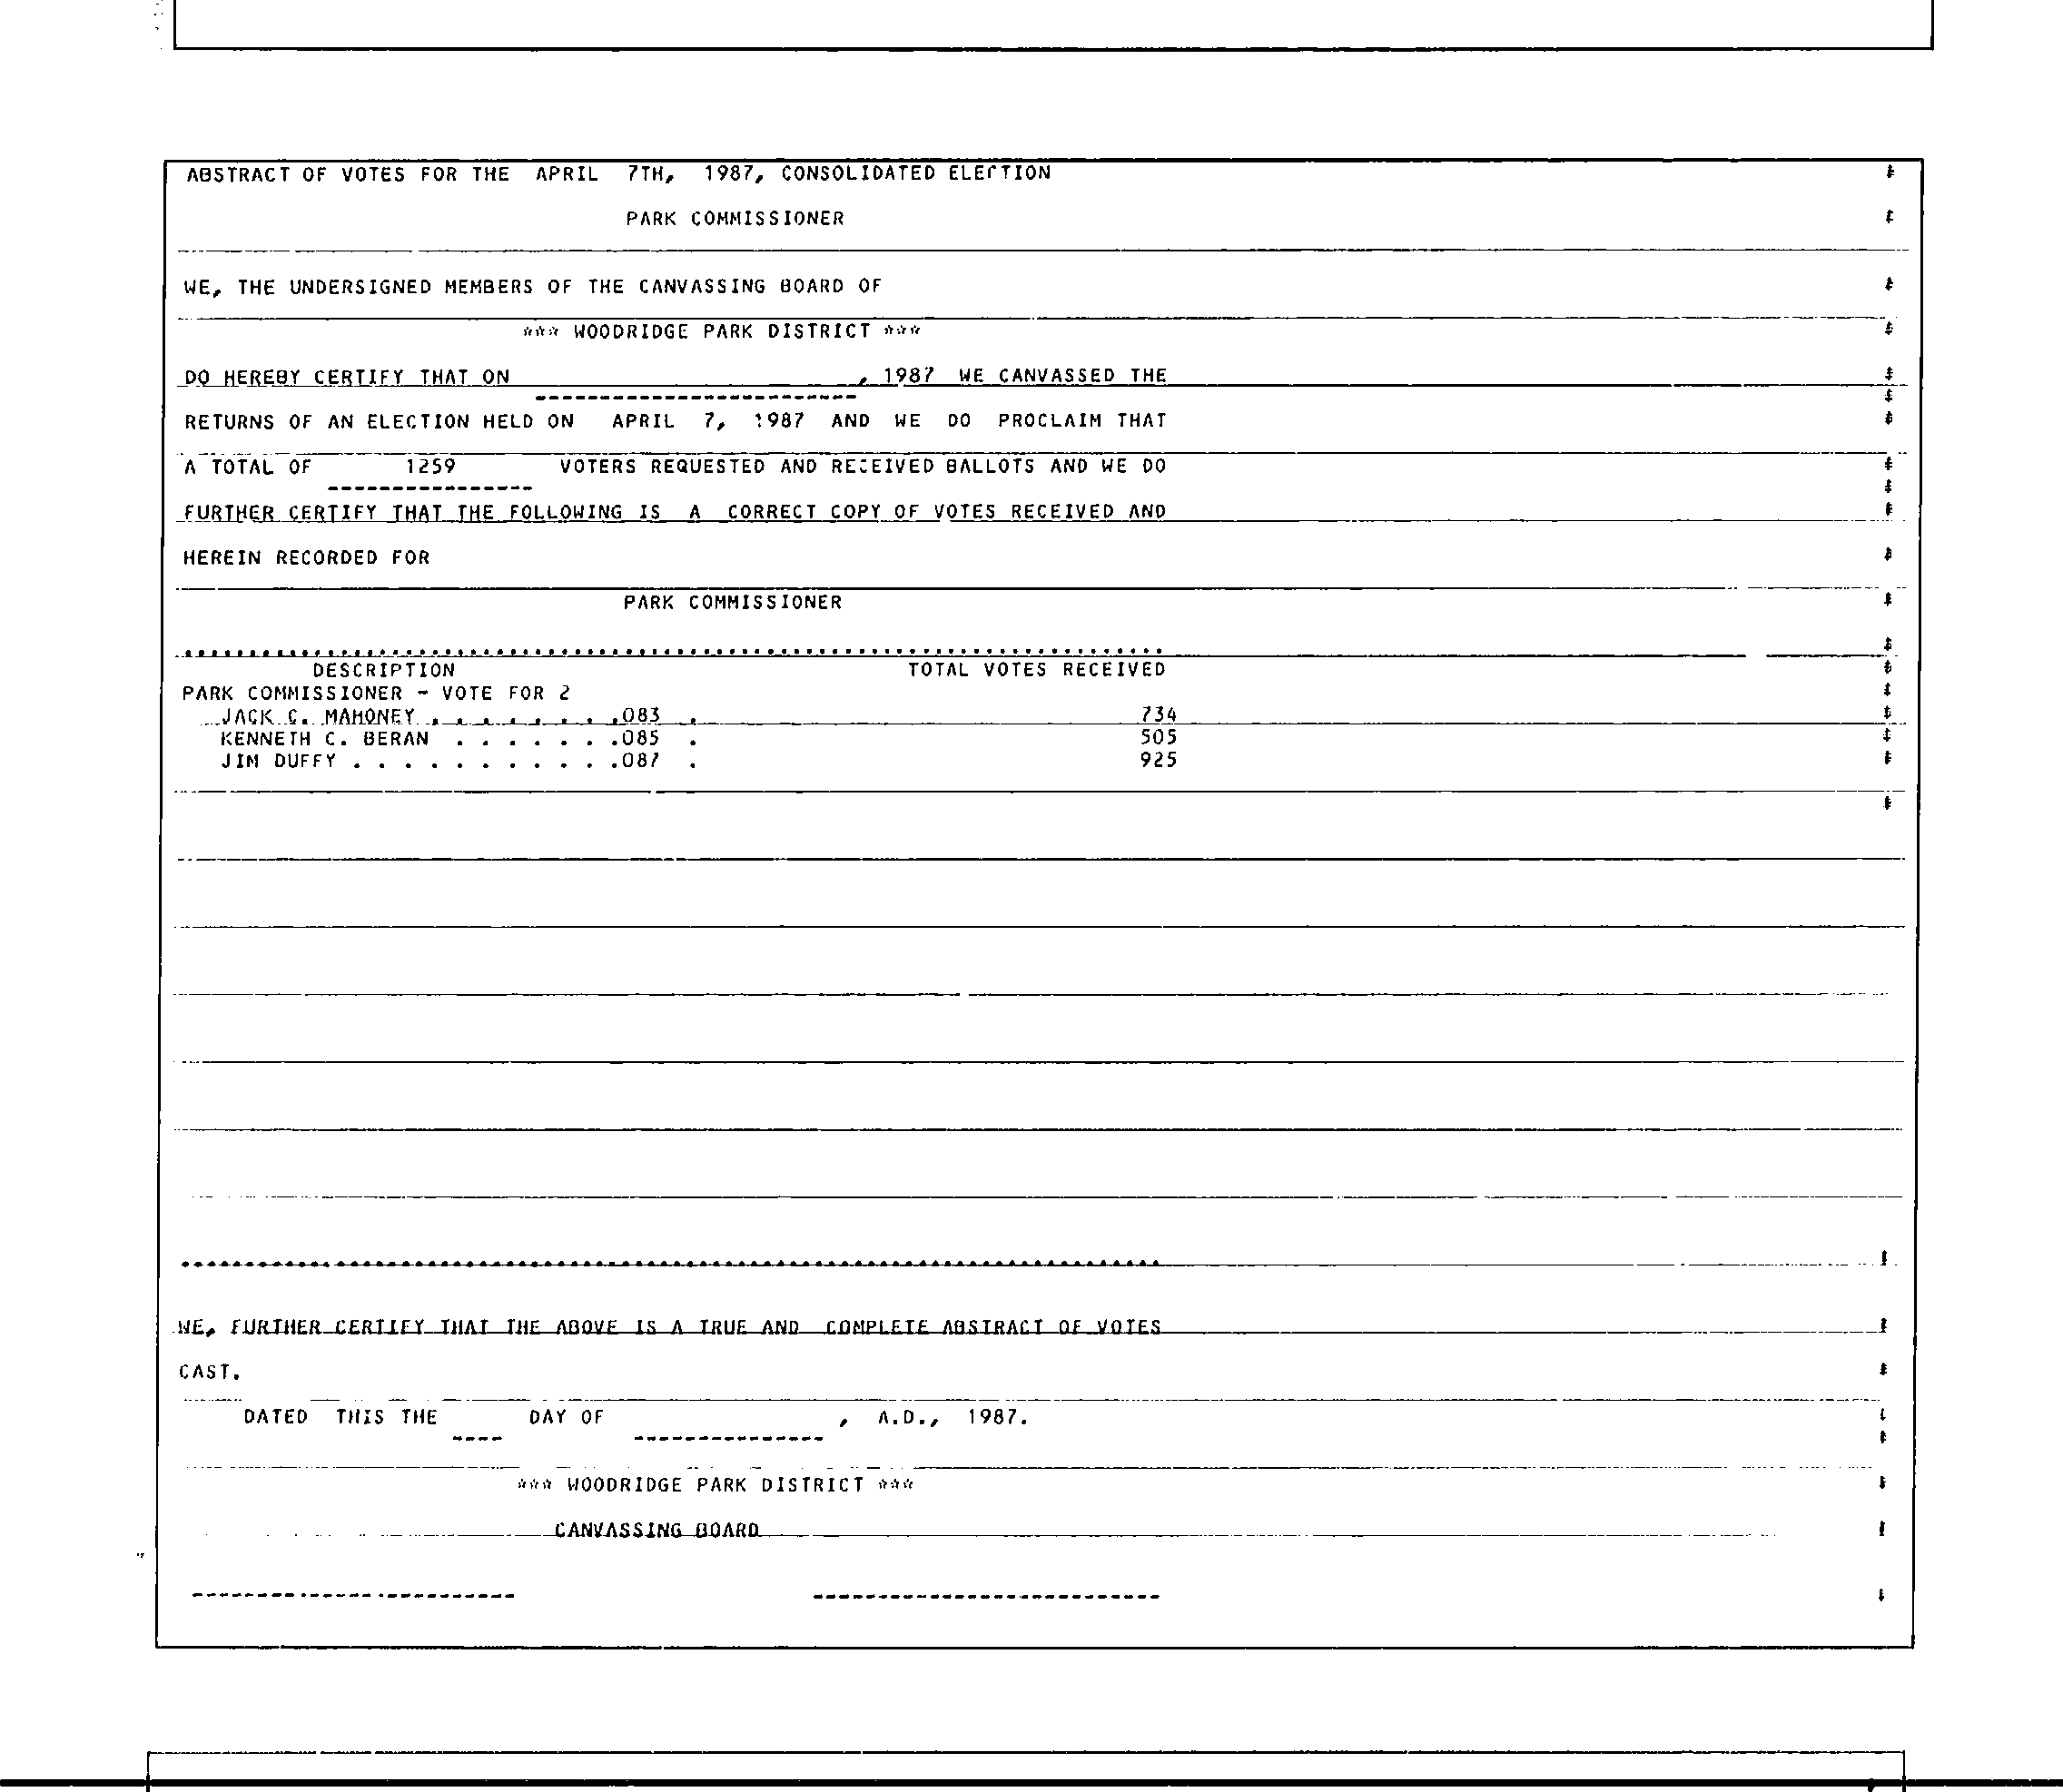 ABSTRACT OF VOTES FOR THE APRIL 7TH, 1987, CONSOLIDATED ELECTION
PARK COMMISSIONER
WE, THE UNDERSIGNED MEMBERS OF THE CANVASSING BOARD OF
*** WOODRIDGE PARK DISTRICT ***
DO HEREBY CERTIFY THAT ON , 1987 WE CANVASSED THE
RETURNS OF AN ELECTION HELD ON APRIL 7, 1987 AND WE DO PROCLAIM THAT
A TOTAL OF 1259 VOTERS REQUESTED AND RECEIVED BALLOTS AND WE DO
FURTHER CERTIFY THAT THE FOLLOWING IS A CORRECT COPY OF VOTES RECEIVED AND
HEREIN RECORDED FOR
PARK COMMISSIONER
DESCRIPTION TOTAL VOTES RECEIVED
PARK COMMISSIONER - VOTE FOR 2
JACK C. MAHONEY . . . . . . . .083 . 734
KENNETH C. BERAN . . . . . . .085 . 505
JIM DUFFY . . . . . . . . . . .087 . 925
WE, FURTHER CERTIFY THAT THE ABOVE IS A TRUE AND COMPLETE ABSTRACT OF VOTES
CAST.
DATED THIS THE ---- DAY OF --------------- , A.D., 1987.
*** WOODRIDGE PARK DISTRICT ***
CANVASSING BOARD